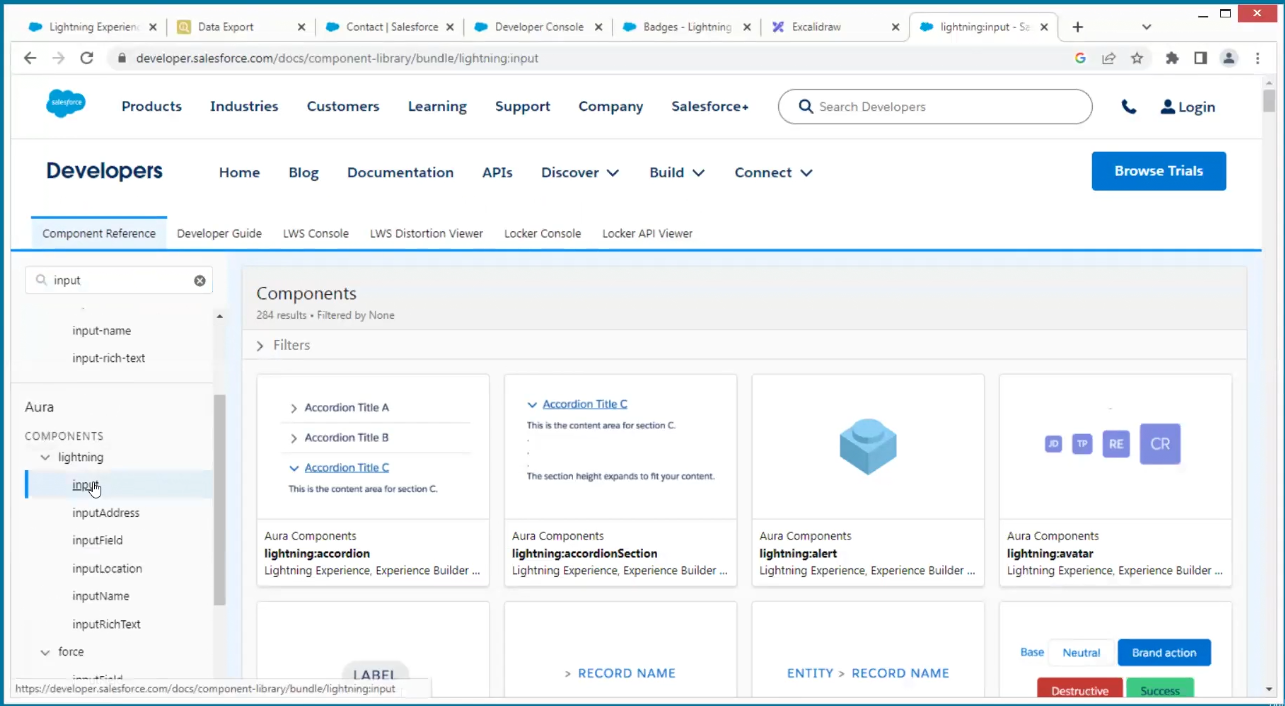 Lightning Experien
Data Export
Contact | Salesforce
Developer Console
Badges - Lightning
Excalidraw
lightning:input - Sa
developer.salesforce.com/docs/component-library/bundle/lightning:input
salesforce
Products
Industries
Customers
Learning
Support
Company
Salesforce+
Search Developers
Login
Developers
Home
Blog
Documentation
APIs
Discover
Build
Connect
Browse Trials
Component Reference
Developer Guide
LWS Console
LWS Distortion Viewer
Locker Console
Locker API Viewer
input
input-name
input-rich-text
Aura
COMPONENTS
lightning
input
inputAddress
inputField
inputLocation
inputName
inputRichText
force
inputField
https://developer.salesforce.com/docs/component-library/bundle/lightning:input
Components
284 results • Filtered by None
Filters
Accordion Title A
Accordion Title B
Accordion Title C
This is the content area for section C.
Aura Components
lightning:accordion
Lightning Experience, Experience Builder ...
Accordion Title C
This is the content area for section C.
.
.
.
The section height expands to fit your content.
Aura Components
lightning:accordionSection
Lightning Experience, Experience Builder ...
Aura Components
lightning:alert
Lightning Experience, Experience Builder ...
JD
TP
RE
CR
Aura Components
lightning:avatar
Lightning Experience, Experience Builder ...
LABEL
> RECORD NAME
ENTITY > RECORD NAME
Base
Neutral
Brand action
Destructive
Success